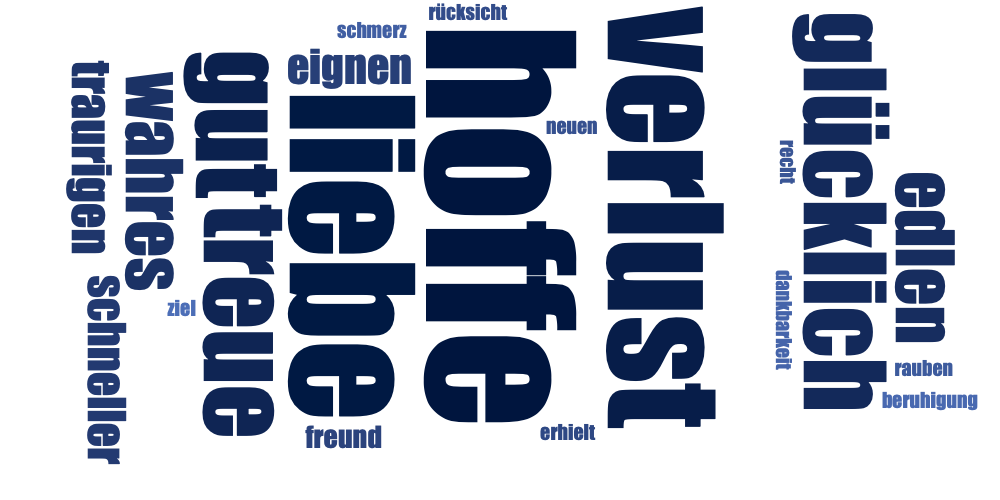 traurigen
wahres
schneller
ziel
gut
treue
schmerz
eignen
liebe
freund
rücksicht
hoffe
neuen
erhielt
verlust
recht
dankbarkeit
glücklich
edlen
rauben
beruhigung